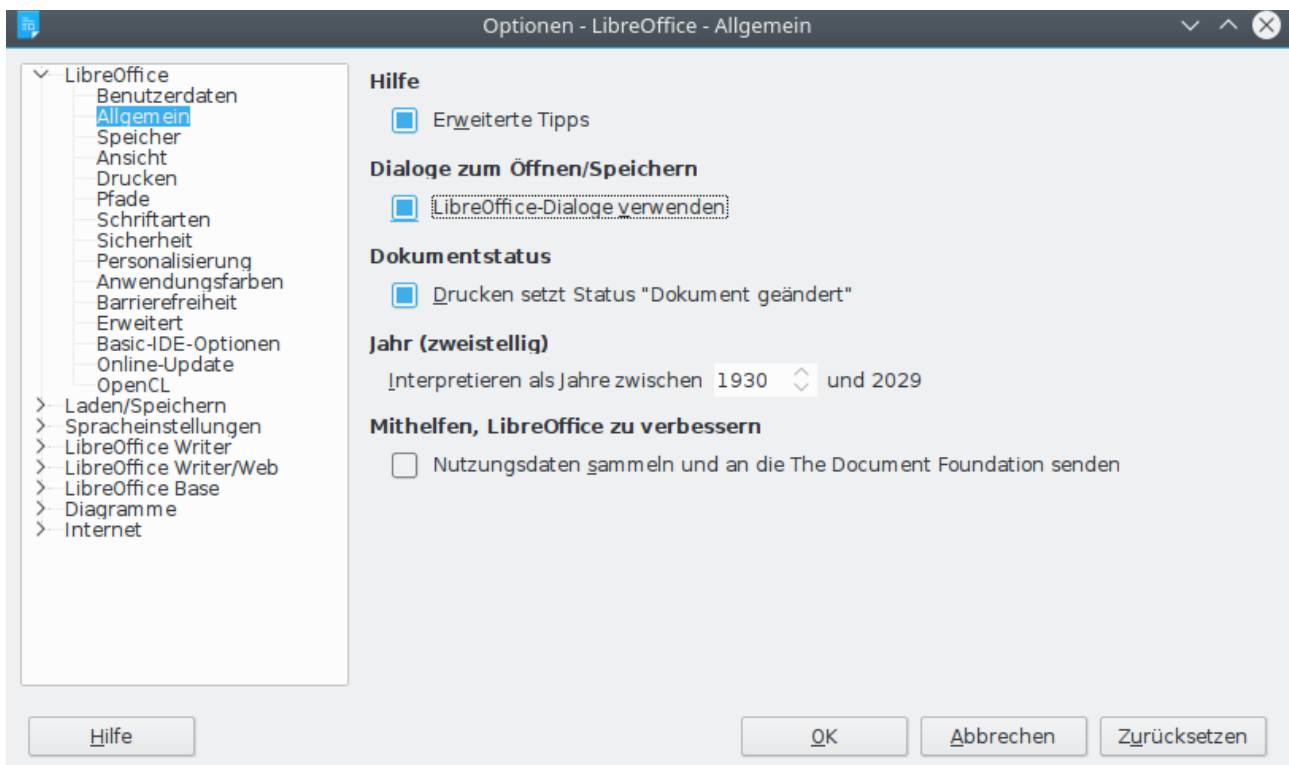 Optionen - LibreOffice - Allgemein
LibreOffice
Benutzerdaten
Allgemein
Speicher
Ansicht
Drucken
Pfade
Schriftarten
Sicherheit
Personalisierung
Anwendungsfarben
Barrierefreiheit
Erweitert
Basic-IDE-Optionen
Online-Update
OpenCL
Laden/Speichern
Spracheinstellungen
LibreOffice Writer
LibreOffice Writer/Web
LibreOffice Base
Diagramme
Internet
Hilfe
Erweiterte Tipps
Dialoge zum Öffnen/Speichern
LibreOffice-Dialoge verwenden
Dokumentstatus
Drucken setzt Status "Dokument geändert"
Jahr (zweistellig)
Interpretieren als Jahre zwischen 1930 und 2029
Mithelfen, LibreOffice zu verbessern
Nutzungsdaten sammeln und an die The Document Foundation senden
Hilfe OK Abbrechen Zurücksetzen